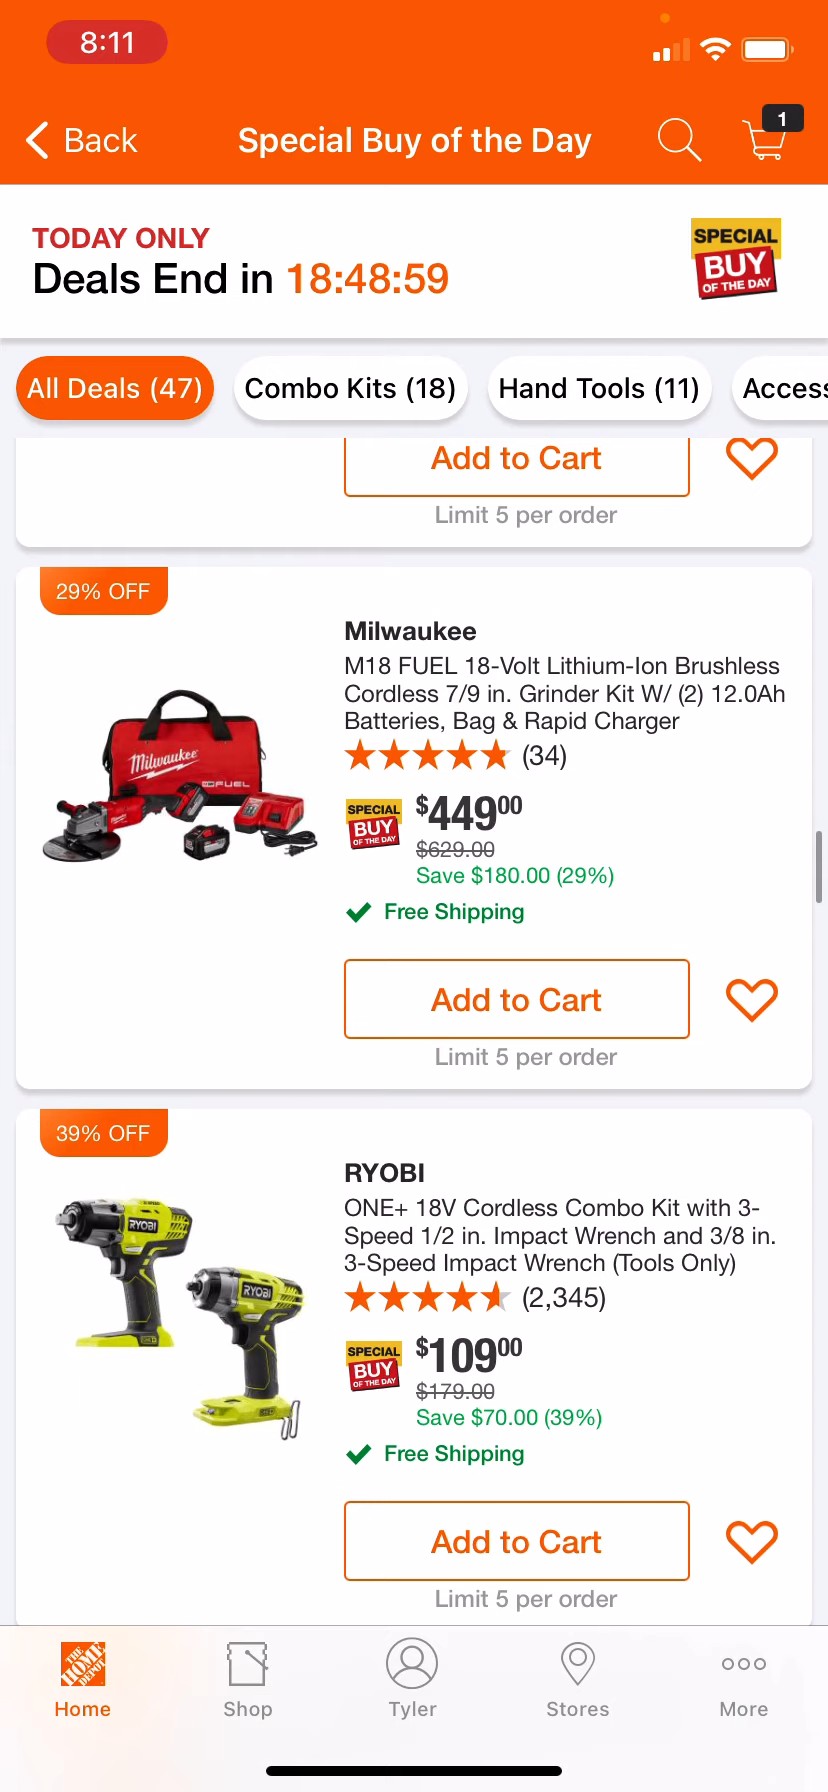 8:11
Back
Special Buy of the Day
1
TODAY ONLY
Deals End in 18:48:59
SPECIAL
BUY
OF THE DAY
All Deals (47)
Combo Kits (18)
Hand Tools (11)
Access
Add to Cart
Limit 5 per order
29% OFF
Milwaukee
M18 FUEL 18-Volt Lithium-Ion Brushless
Cordless 7/9 in. Grinder Kit W/ (2) 12.0Ah
Batteries, Bag & Rapid Charger
Milwaukee
FUEL
(34)
SPECIAL
BUY
OF THE DAY
$44900
$629.00
Save $180.00 (29%)
Free Shipping
Add to Cart
Limit 5 per order
39% OFF
RYOBI
ONE+ 18V Cordless Combo Kit with 3-
Speed 1/2 in. Impact Wrench and 3/8 in.
3-Speed Impact Wrench (Tools Only)
RYOBI
RYOBI
(2,345)
SPECIAL
BUY
OF THE DAY
$10900
$179.00
Save $70.00 (39%)
Free Shipping
Add to Cart
Limit 5 per order
THE
HOME
DEPOT
Home
Shop
Tyler
Stores
More